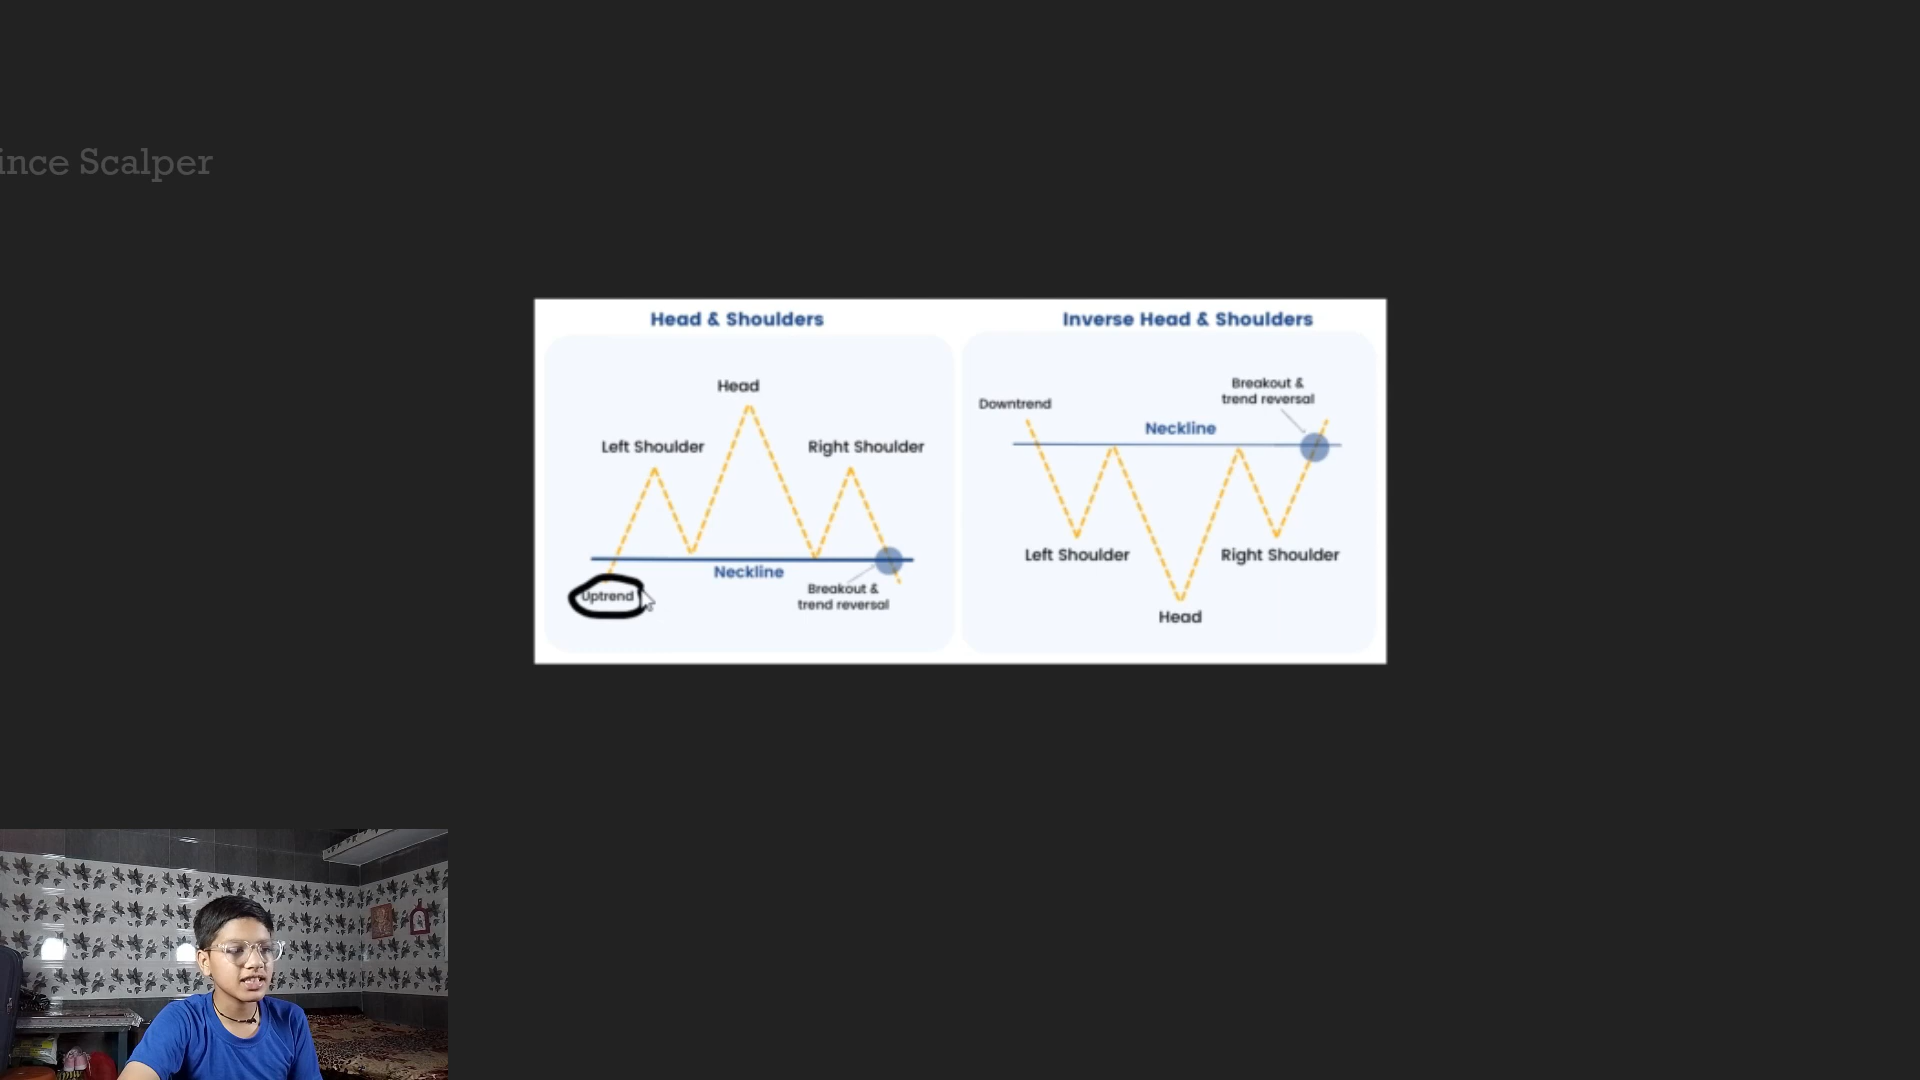 ince Scalper
Head & Shoulders
Head
Left Shoulder
Right Shoulder
Neckline
Uptrend
Breakout &
trend reversal
Inverse Head & Shoulders
Downtrend
Breakout &
trend reversal
Neckline
Left Shoulder
Right Shoulder
Head